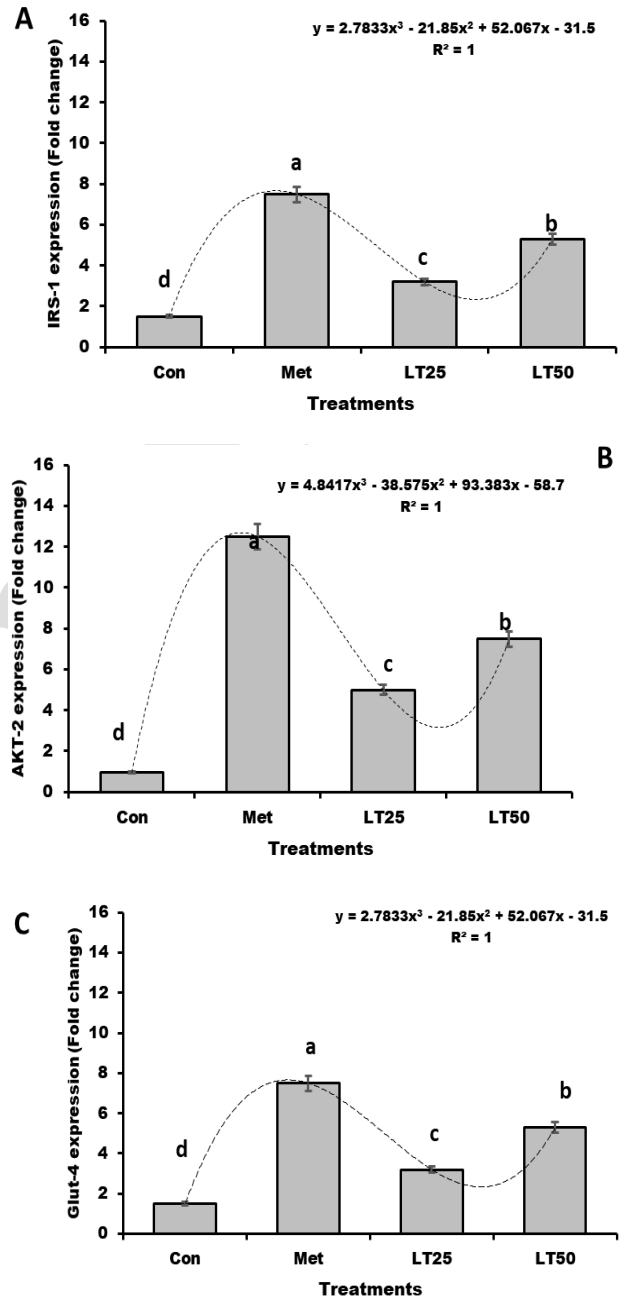 A
y = 2.7833x³ - 21.85x² + 52.067x - 31.5
R² = 1
IRS-1 expression (Fold change)
16
14
12
10
8
6
4
2
0
d
a
c
b
Con Met LT25 LT50
Treatments
B
y = 4.8417x³ - 38.575x² + 93.383x - 58.7
R² = 1
AKT-2 expression (Fold change)
16
14
12
10
8
6
4
2
0
d
a
c
b
Con Met LT25 LT50
Treatments
C
y = 2.7833x³ - 21.85x² + 52.067x - 31.5
R² = 1
Glut-4 expression (Fold change)
16
14
12
10
8
6
4
2
0
d
a
c
b
Con Met LT25 LT50
Treatments